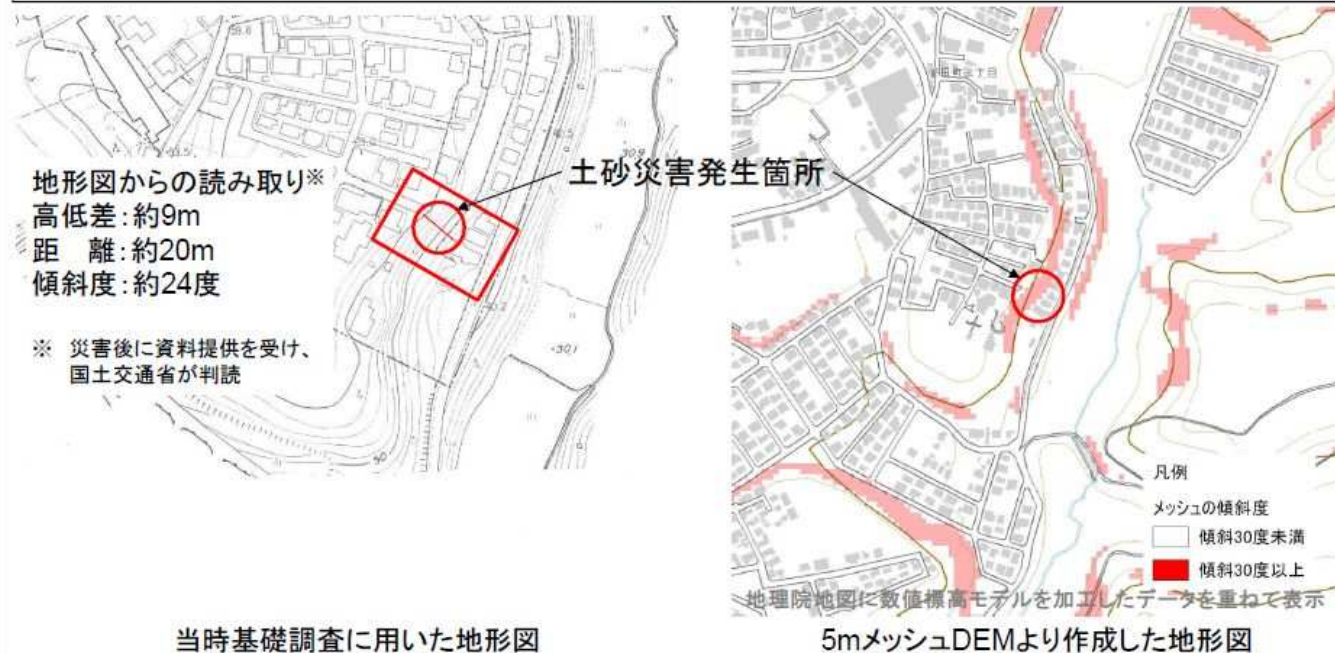 地形図からの読み取り※
高低差：約9m
距　離：約20m
傾斜度：約24度
※　災害後に資料提供を受け、
国土交通省が判読
土砂災害発生箇所
30.9
30.1
50
凡例
メッシュの傾斜度
傾斜30度未満
傾斜30度以上
地理院地図に数値標高モデルを加工したデータを重ねて表示
当時基礎調査に用いた地形図
5mメッシュDEMより作成した地形図